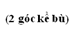 (2 góc kề bù)